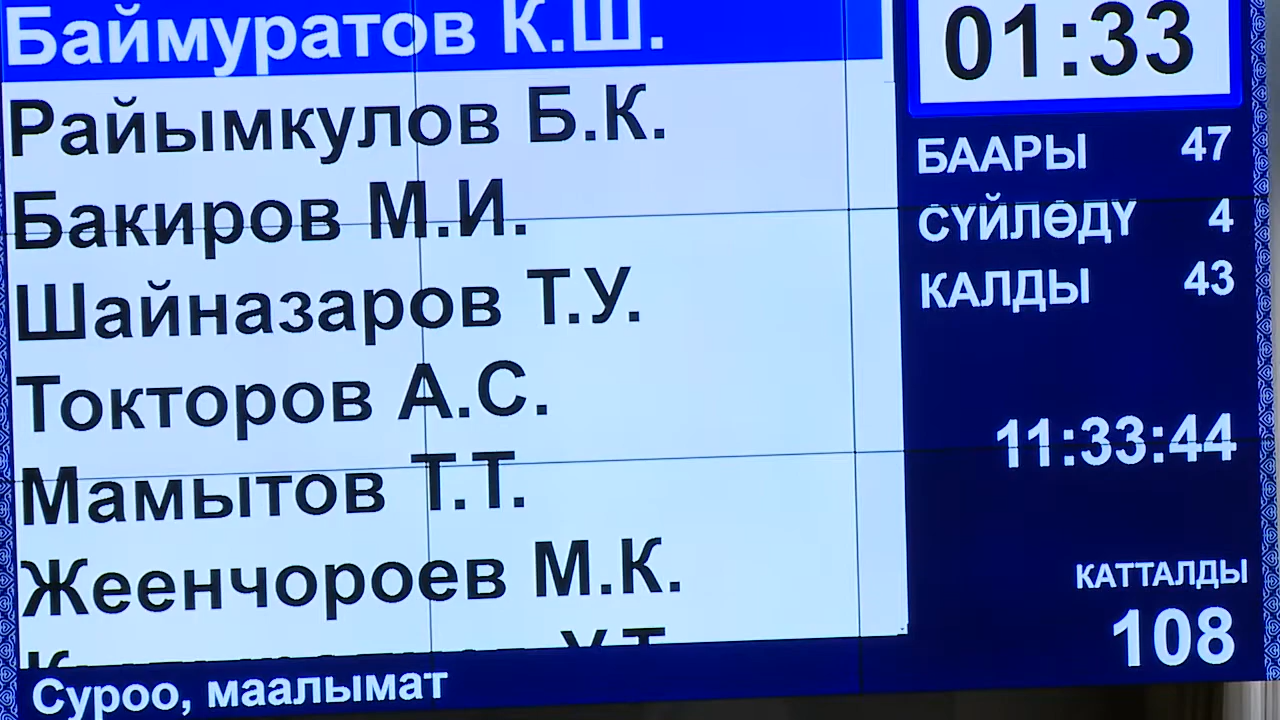 Баймуратов К.Ш.
Райымкулов Б.К.
Бакиров М.И.
Шайназаров Т.У.
Токторов А.С.
Мамытов Т.Т.
Жеенчороев М.К.
01:33
БААРЫ 47
СҮЙЛӨДҮ 4
КАЛДЫ 43
11:33:44
КАТТАЛДЫ
108
Суроо, маалымат